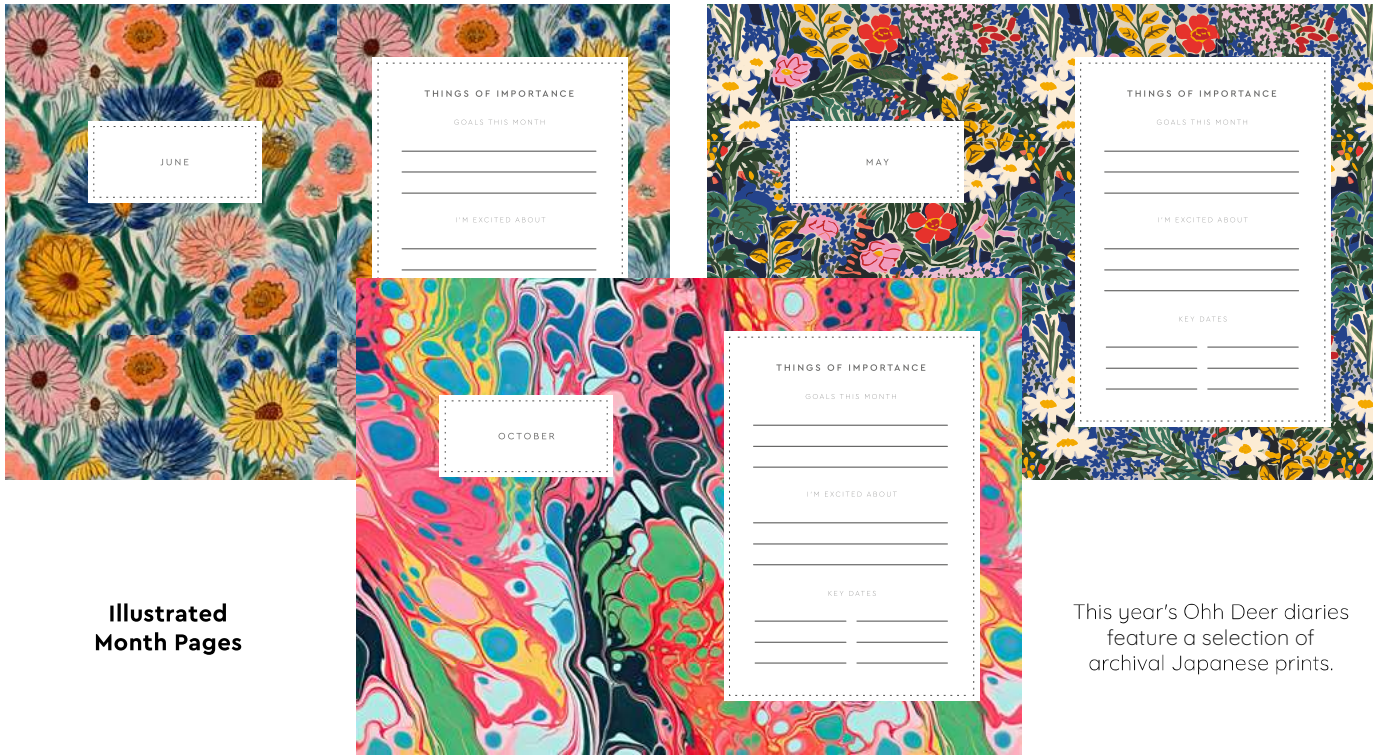 JUNE
THINGS OF IMPORTANCE
GOALS THIS MONTH
I'M EXCITED ABOUT
MAY
THINGS OF IMPORTANCE
GOALS THIS MONTH
I'M EXCITED ABOUT
KEY DATES
OCTOBER
THINGS OF IMPORTANCE
GOALS THIS MONTH
I'M EXCITED ABOUT
KEY DATES
Illustrated
Month Pages
This year's Ohh Deer diaries
feature a selection of
archival Japanese prints.